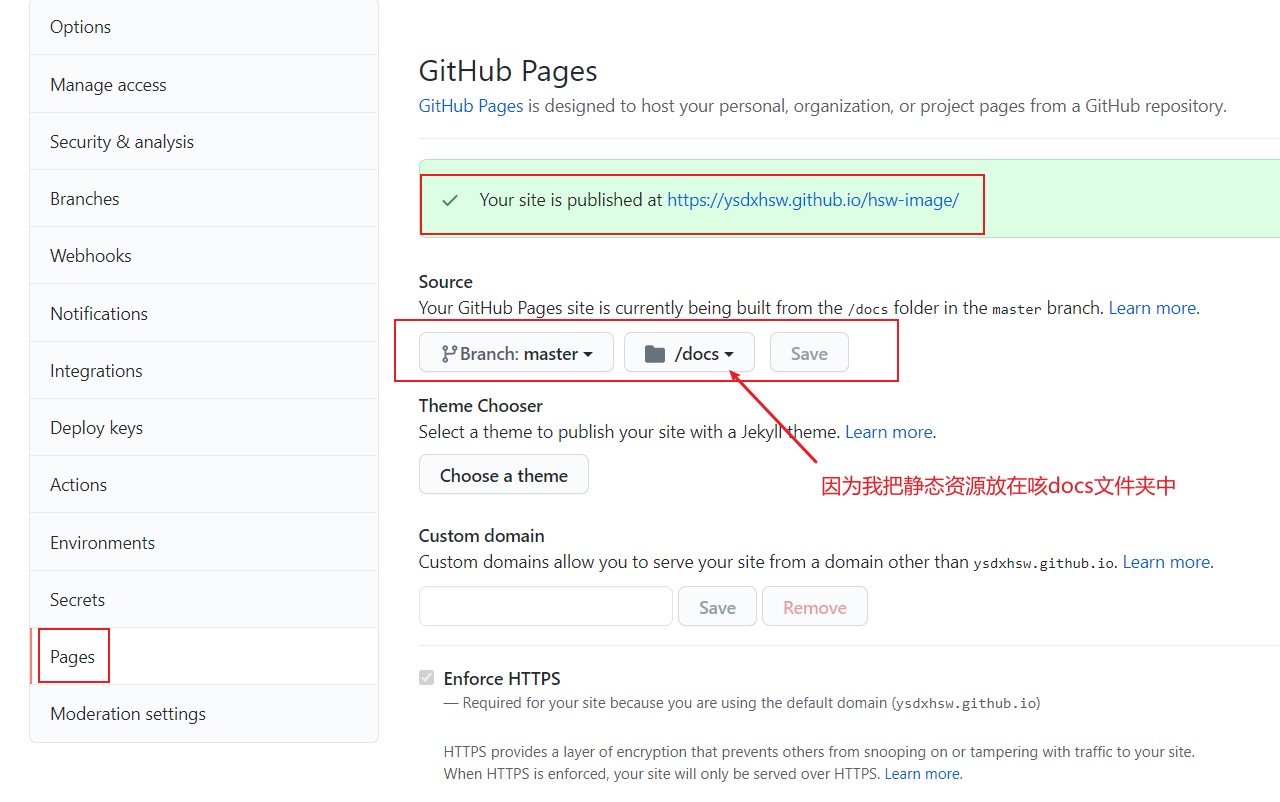 Options
Manage access
Security & analysis
Branches
Webhooks
Notifications
Integrations
Deploy keys
Actions
Environments
Secrets
Pages
Moderation settings
GitHub Pages
GitHub Pages is designed to host your personal, organization, or project pages from a GitHub repository.
Your site is published at https://ysdxhsw.github.io/hsw-image/
Source
Your GitHub Pages site is currently being built from the /docs folder in the master branch. Learn more.
Branch: master /docs Save
Theme Chooser
Select a theme to publish your site with a Jekyll theme. Learn more.
Choose a theme
因为我把静态资源放在咳docs文件夹中
Custom domain
Custom domains allow you to serve your site from a domain other than ysdxhsw.github.io. Learn more.
Save Remove
Enforce HTTPS
— Required for your site because you are using the default domain (ysdxhsw.github.io)
HTTPS provides a layer of encryption that prevents others from snooping on or tampering with traffic to your site.
When HTTPS is enforced, your site will only be served over HTTPS. Learn more.